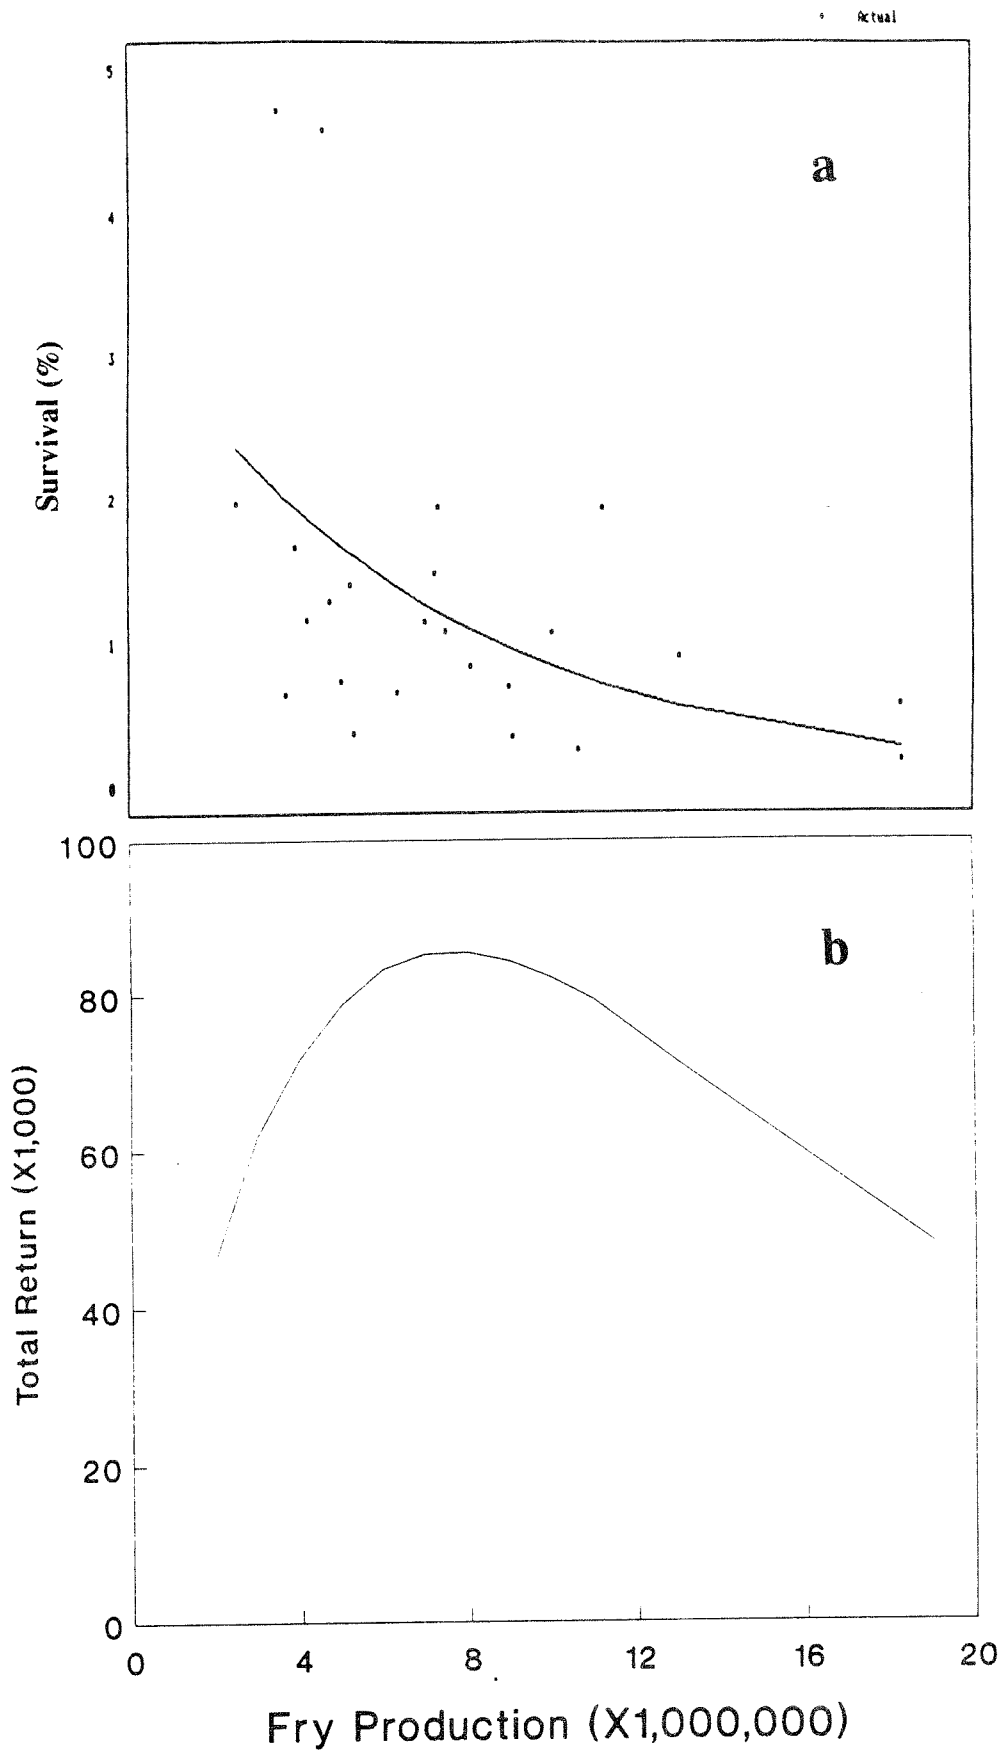 Actual
5
a
4
3
Survival (%)
2
1
0
100
b
80
60
Total Return (X1,000)
40
20
0
0 4 8 12 16 20
Fry Production (X1,000,000)